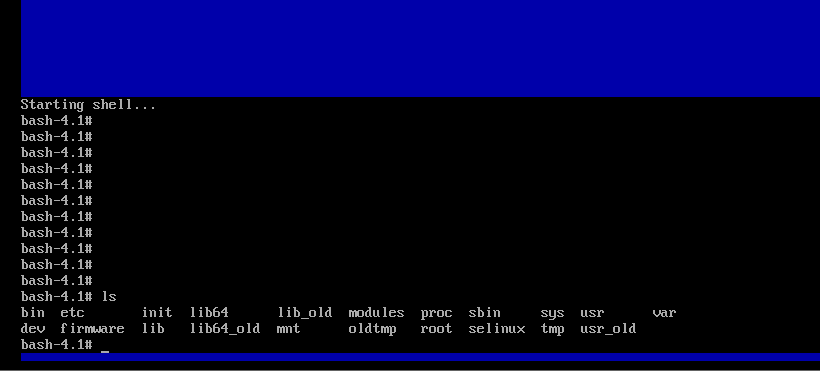 Starting shell...
bash-4.1#
bash-4.1#
bash-4.1#
bash-4.1#
bash-4.1#
bash-4.1#
bash-4.1#
bash-4.1#
bash-4.1#
bash-4.1#
bash-4.1#
bash-4.1# ls
bin etc init lib64 lib_old modules proc sbin sys usr var
dev firmware lib lib64_old mnt oldtmp root selinux tmp usr_old
bash-4.1# _